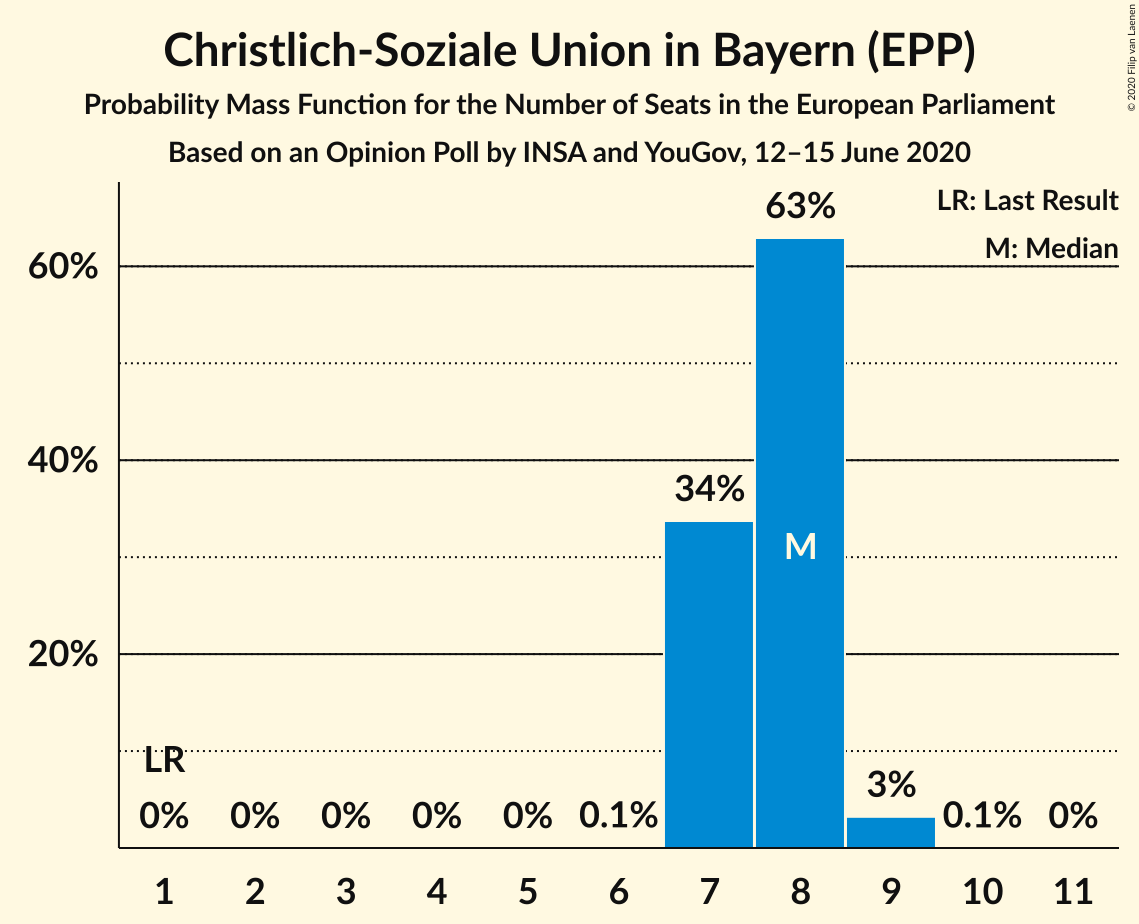 Christlich-Soziale Union in Bayern (EPP)
Probability Mass Function for the Number of Seats in the European Parliament
Based on an Opinion Poll by INSA and YouGov, 12–15 June 2020
© 2020 Filip van Laenen
LR: Last Result
M: Median
63%
60%
40%
34%
M
20%
LR
3%
0% 0% 0% 0% 0% 0.1% 0.1% 0%
1 2 3 4 5 6 7 8 9 10 11